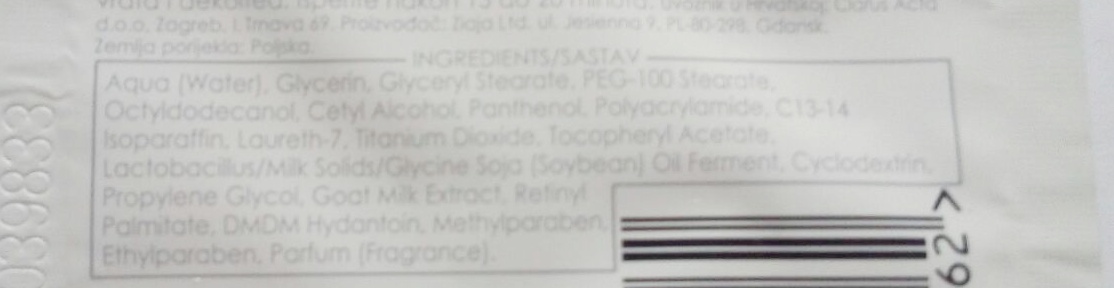 vrata i dekoltea. Isperite nakon 15 do 20 minuta. Uvoznik u Hrvatskoj: Clarus Acta
d.o.o. Zagreb, I. Trnava 69. Proizvođač: Ziaja Ltd. ul. Jesienna 9, PL-80-298, Gdansk.
Zemlja porijekla: Poljska.
INGREDIENTS/SASTAV
Aqua (Water), Glycerin, Glyceryl Stearate, PEG-100 Stearate,
Octyldodecanol, Cetyl Alcohol, Panthenol, Polyacrylamide, C13-14
Isoparaffin, Laureth-7, Titanium Dioxide, Tocopheryl Acetate,
Lactobacillus/Milk Solids/Glycine Soja (Soybean) Oil Ferment, Cyclodextrin,
Propylene Glycol, Goat Milk Extract, Retinyl
Palmitate, DMDM Hydantoin, Methylparaben,
Ethylparaben, Parfum (Fragrance).
039833
62 >